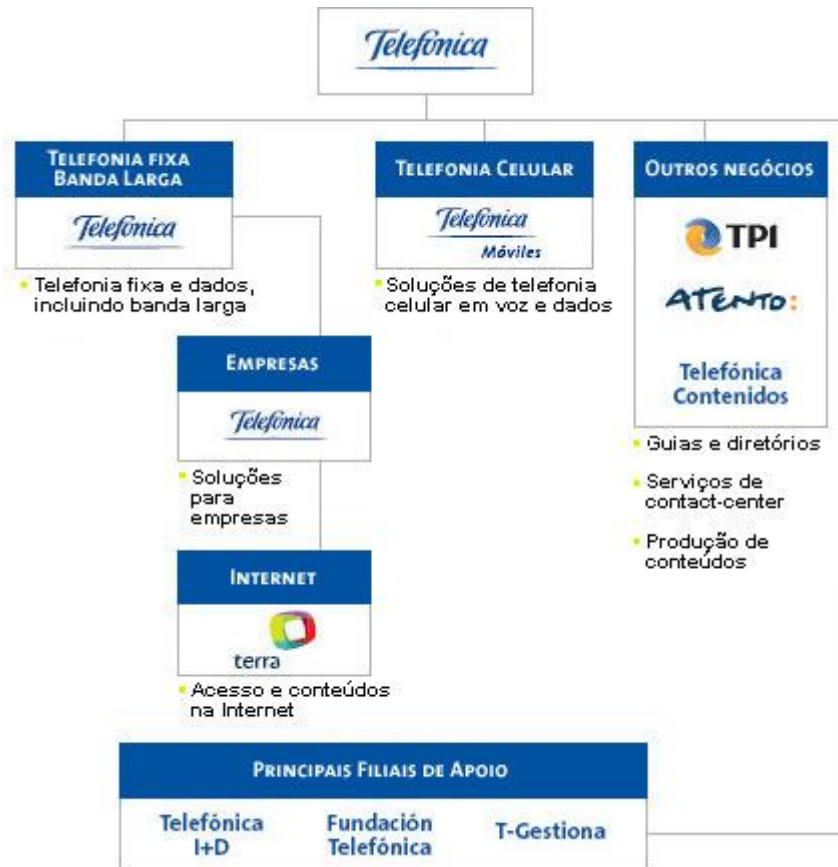 Telefónica
TELEFONIA FIXA
BANDA LARGA
Telefónica
▪ Telefonia fixa e dados,
incluindo banda larga
EMPRESAS
Telefónica
▪ Soluções
para
empresas
INTERNET
terra
▪ Acesso e conteúdos
na Internet
TELEFONIA CELULAR
Telefónica
Móviles
▪ Soluções de telefonia
celular em voz e dados
OUTROS NEGÓCIOS
TPI
ATENTO:
Telefónica
Contenidos
▪ Guias e diretórios
▪ Serviços de
contact-center
▪ Produção de
conteúdos
PRINCIPAIS FILIAIS DE APOIO
Telefónica
I+D
Fundación
Telefónica
T-Gestiona